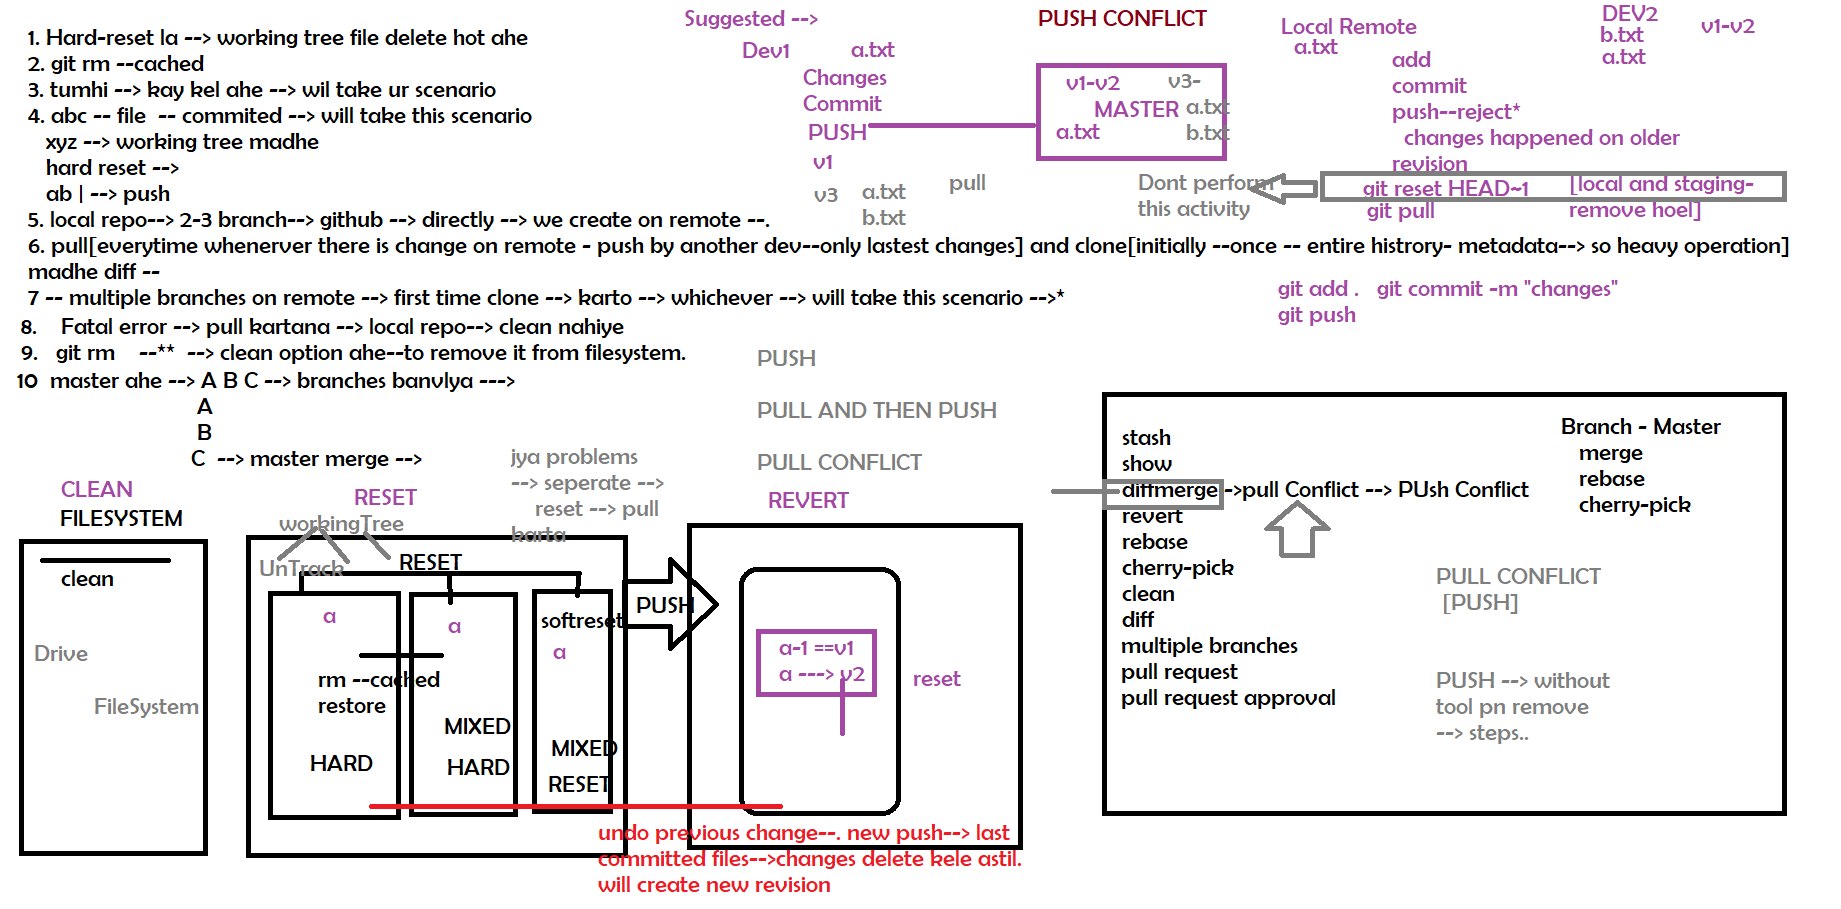 1. Hard-reset la --> working tree file delete hot ahe
2. git rm --cached
3. tumhi --> kay kel ahe --> wil take ur scenario
4. abc -- file -- commited --> will take this scenario
xyz --> working tree madhe
hard reset -->
ab | --> push
5. local repo--> 2-3 branch--> github --> directly --> we create on remote --.
6. pull[everytime whenerver there is change on remote - push by another dev--only lastest changes] and clone[initially --once -- entire histrory- metadata--> so heavy operation]
madhe diff --
7 -- multiple branches on remote --> first time clone --> karto --> whichever --> will take this scenario -->*
8. Fatal error --> pull kartana --> local repo--> clean nahiye
9. git rm --** --> clean option ahe--to remove it from filesystem.
10 master ahe --> A B C --> branches banvlya --->
A
B
C --> master merge -->
Suggested -->
Dev1 a.txt
Changes
Commit
PUSH
v1
v3 a.txt
b.txt
pull
PUSH CONFLICT
v1-v2 v3-
MASTER a.txt
a.txt b.txt
Dont perform
this activity
Local Remote
a.txt
add
commit
push--reject*
changes happened on older
revision
git reset HEAD~1 [local and staging-
git pull remove hoel]
DEV2
b.txt v1-v2
a.txt
git add . git commit -m "changes"
git push
PUSH
PULL AND THEN PUSH
PULL CONFLICT
REVERT
jya problems
--> seperate -->
reset --> pull
karta
CLEAN
FILESYSTEM
clean
Drive
FileSystem
RESET
workingTree
UnTrack
RESET
a
a
softreset
a
rm --cached
restore
HARD
MIXED
HARD
MIXED
RESET
PUSH
a-1 ==v1
a ---> v2
reset
undo previous change--. new push--> last
committed files-->changes delete kele astil.
will create new revision
stash
show
diffmerge ->pull Conflict --> PUsh Conflict
revert
rebase
cherry-pick
clean
diff
multiple branches
pull request
pull request approval
Branch - Master
merge
rebase
cherry-pick
PULL CONFLICT
[PUSH]
PUSH --> without
tool pn remove
--> steps..